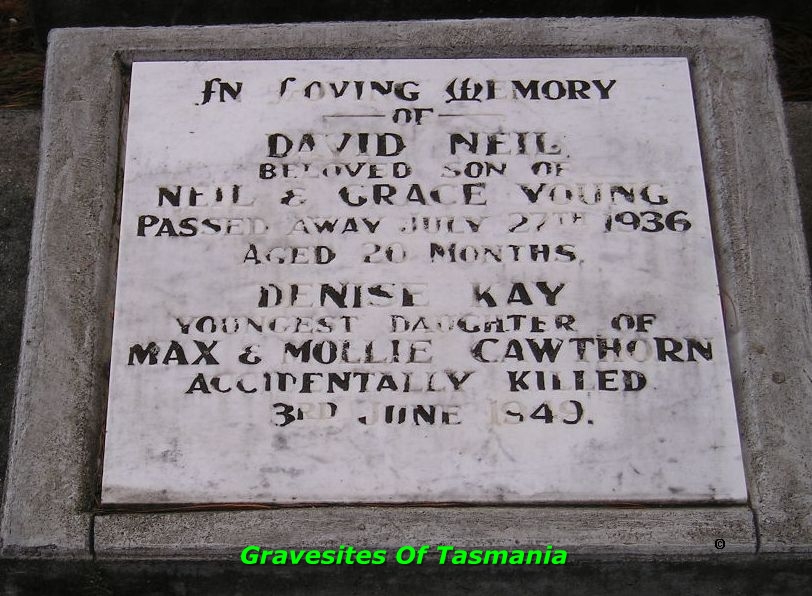 In Loving Memory
OF
DAVID NEIL
BELOVED SON OF
NEIL & GRACE YOUNG
PASSED AWAY JULY 27TH 1936
AGED 20 MONTHS.
DENISE KAY
YOUNGEST DAUGHTER OF
MAX & MOLLIE CAWTHORN
ACCIDENTALLY KILLED
3RD JUNE 1949.
©
Gravesites Of Tasmania